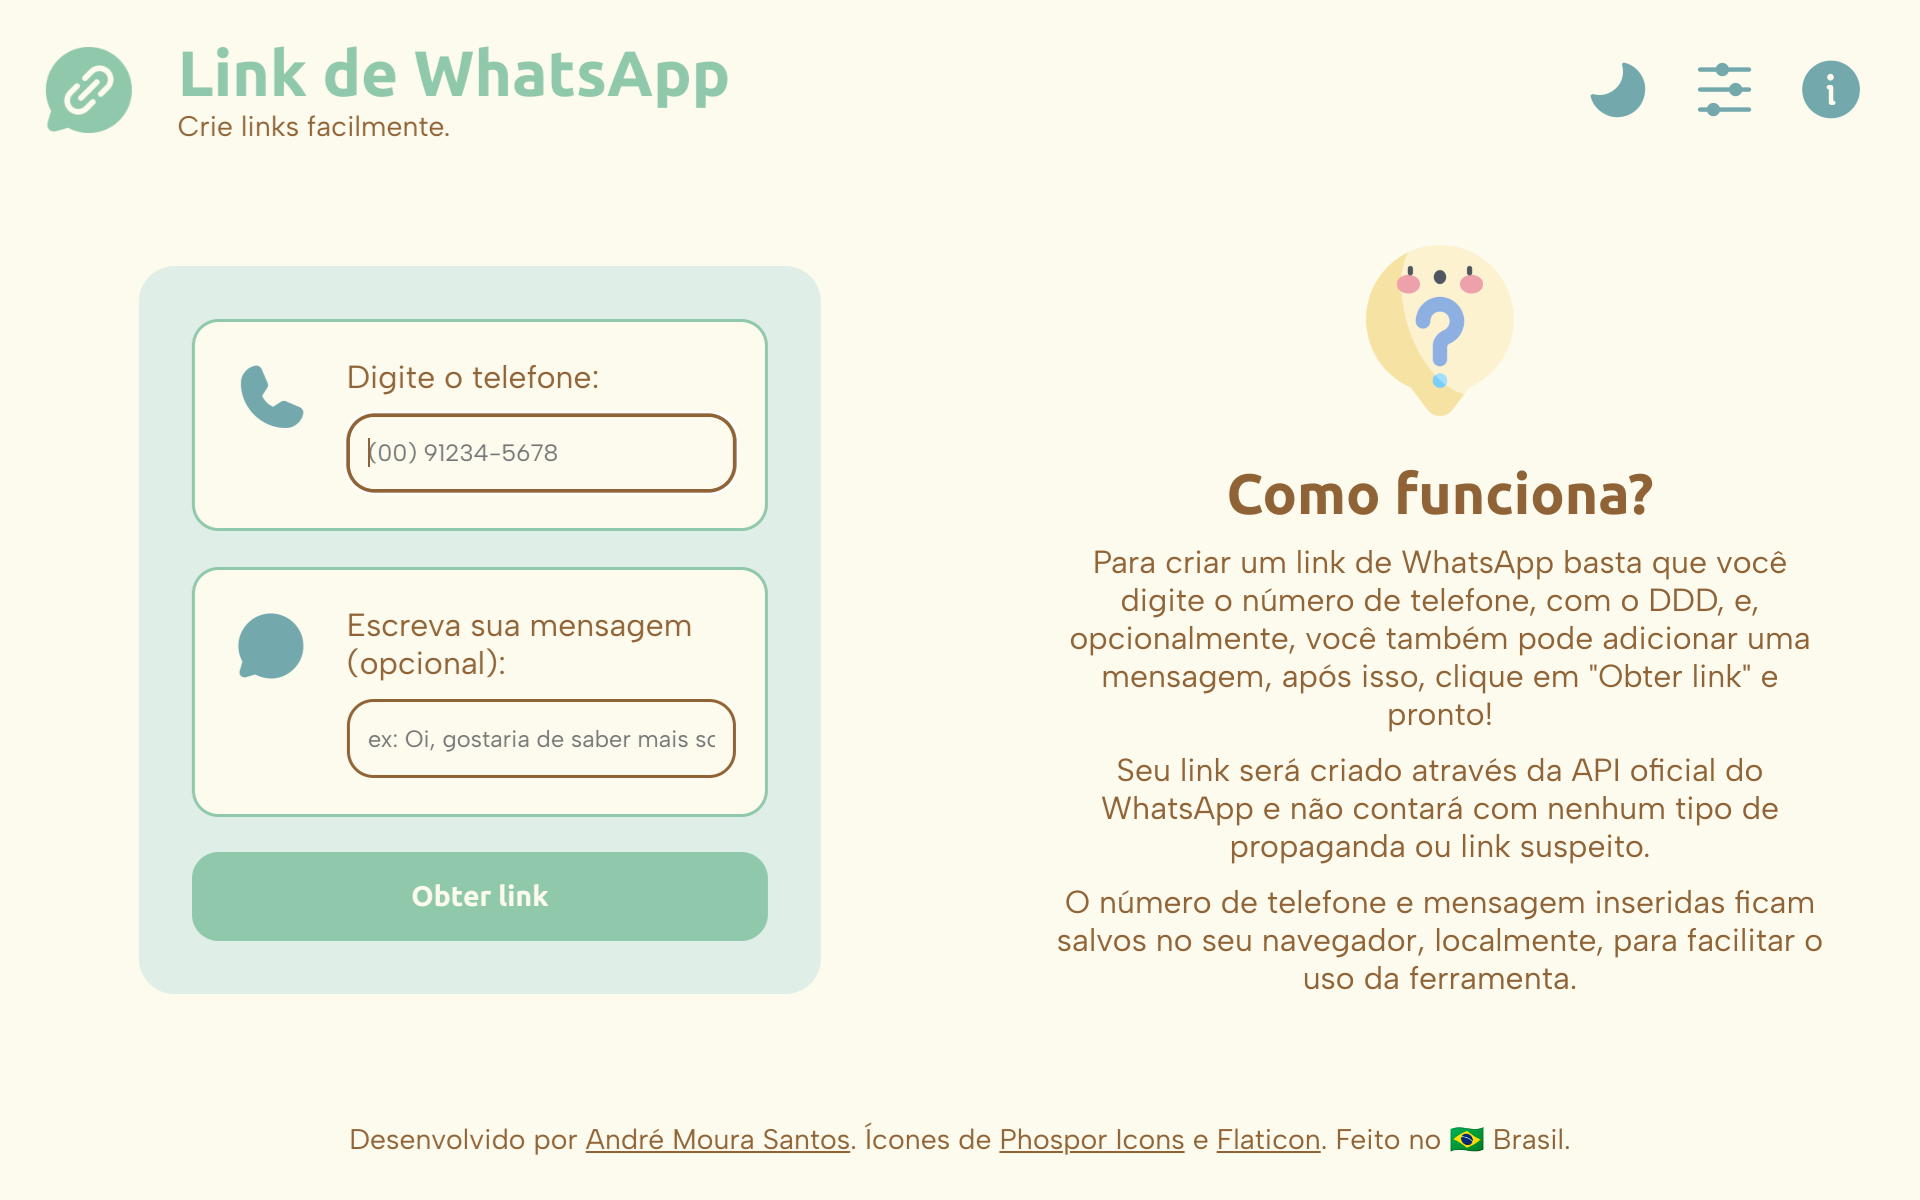 Link de WhatsApp
Crie links facilmente.
Digite o telefone:
(00) 91234-5678
Escreva sua mensagem
(opcional):
ex: Oi, gostaria de saber mais
Obter link
?
Como funciona?
Para criar um link de WhatsApp basta que você
digite o número de telefone, com o DDD, e,
opcionalmente, você também pode adicionar uma
mensagem, após isso, clique em "Obter link" e
pronto!
Seu link será criado através da API oficial do
WhatsApp e não contará com nenhum tipo de
propaganda ou link suspeito.
O número de telefone e mensagem inseridas ficam
salvos no seu navegador, localmente, para facilitar o
uso da ferramenta.
Desenvolvido por André Moura Santos. Ícones de Phospor Icons e Flaticon. Feito no 🇧🇷 Brasil.